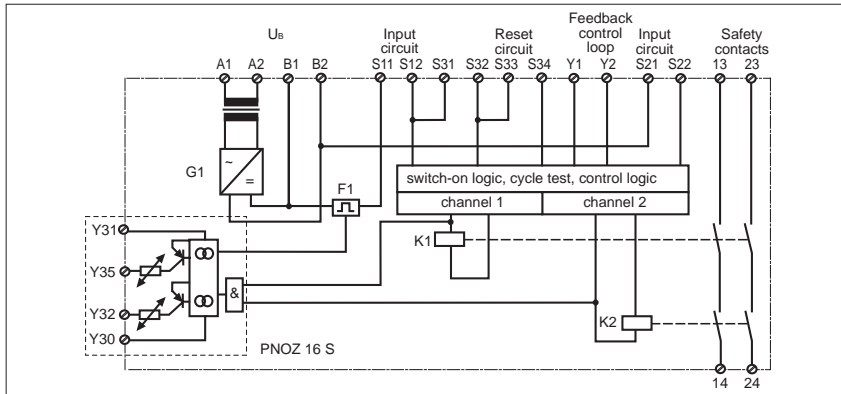 U_B
Input circuit
Reset circuit
Feedback control loop
Input circuit
Safety contacts
A1 A2 B1 B2 S11 S12 S31 S32 S33 S34 Y1 Y2 S21 S22 13 23
G1
~
=
F1
switch-on logic, cycle test, control logic
channel 1 channel 2
Y31
K1
Y35
&
Y32
K2
Y30
PNOZ 16 S
14 24